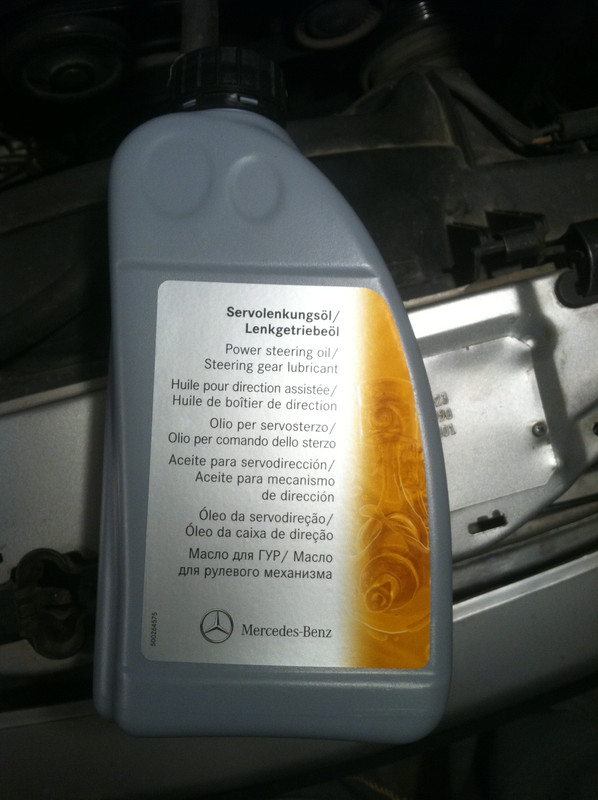 Servolenkungsöl/
Lenkgetriebeöl
Power steering oil/
Steering gear lubricant
Huile pour direction assistée/
Huile de boîtier de direction
Olio per servosterzo/
Olio per comando dello sterzo
Aceite para servodirección/
Aceite para mecanismo
de dirección
Óleo da servodireção/
Óleo da caixa de direção
Масло для ГУР/ Масло
для рулевого механизма
Mercedes-Benz